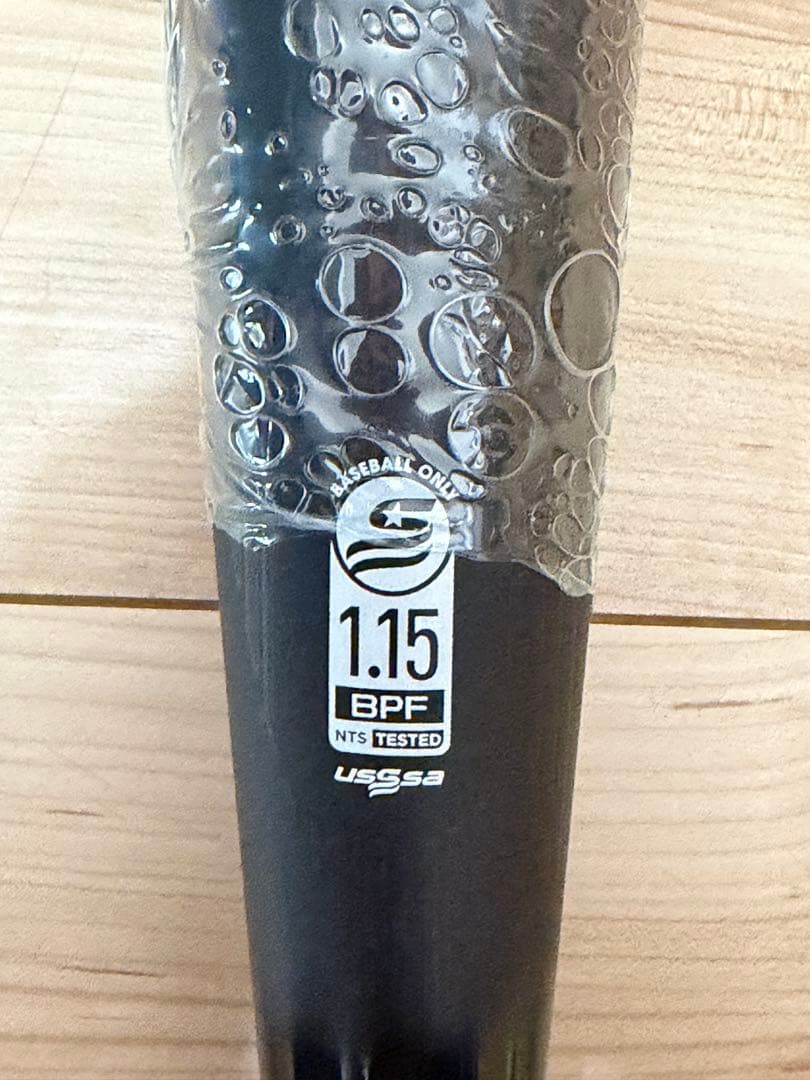 BASEBALL ONLY
S
1.15
BPF
NTS TESTED
usssa